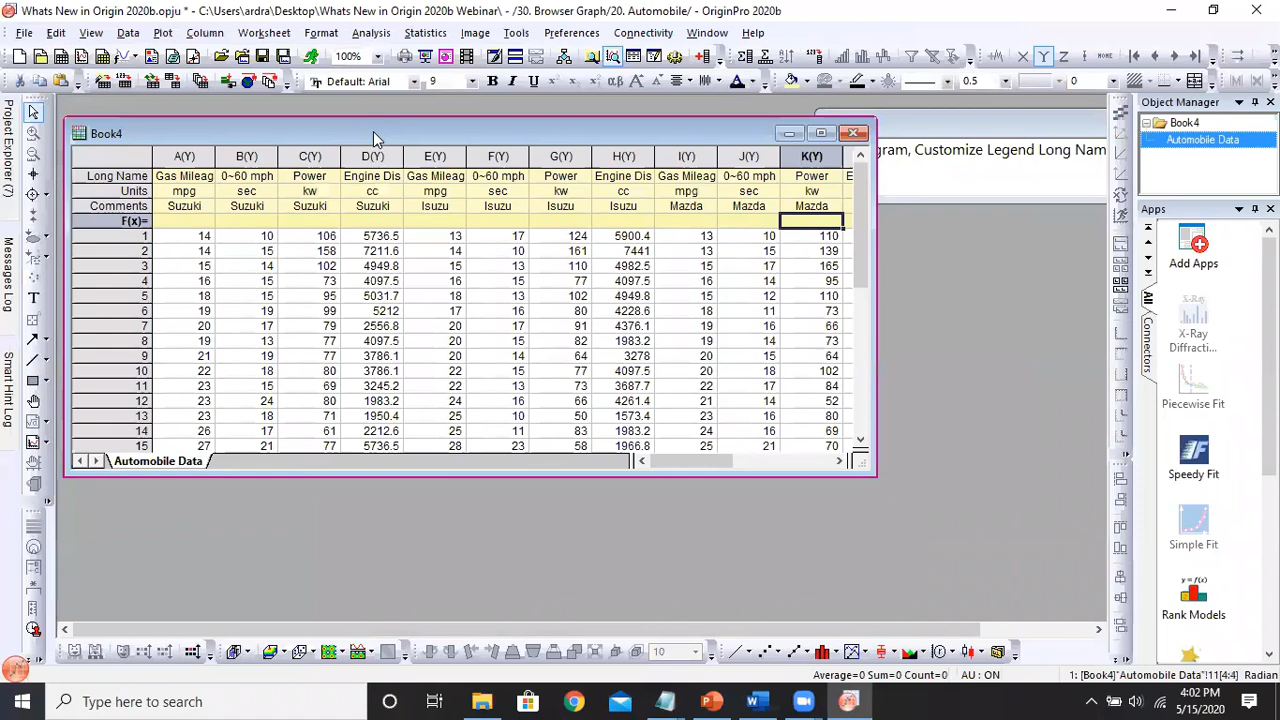 Whats New in Origin 2020b.opju * - C:\Users\ardra\Desktop\Whats New in Origin 2020b Webinar\ - /30. Browser Graph/20. Automobile/ - OriginPro 2020b
File Edit View Data Plot Column Worksheet Format Analysis Statistics Image Tools Preferences Connectivity Window Help
100%
Default: Arial 9 B I U 0.5 0
Project Explorer (7)
Messages Log
Smart Hint Log
Book4
gram, Customize Legend Long Nam
A(Y) B(Y) C(Y) D(Y) E(Y) F(Y) G(Y) H(Y) I(Y) J(Y) K(Y)
Long Name Gas Mileag 0~60 mph Power Engine Dis Gas Mileag 0~60 mph Power Engine Dis Gas Mileag 0~60 mph Power E
Units mpg sec kw cc mpg sec kw cc mpg sec kw
Comments Suzuki Suzuki Suzuki Suzuki Isuzu Isuzu Isuzu Isuzu Mazda Mazda Mazda
F(x)=
1 14 10 106 5736.5 13 17 124 5900.4 13 10 110
2 14 15 158 7211.6 14 10 161 7441 13 15 139
3 15 14 102 4949.8 15 13 110 4982.5 15 17 165
4 16 15 73 4097.5 16 15 77 4097.5 15 14 95
5 18 15 95 5031.7 18 13 102 4949.8 15 12 110
6 19 19 99 5212 17 16 80 4228.6 18 11 73
7 20 17 79 2556.8 20 17 91 4376.1 19 16 66
8 19 13 77 4097.5 20 15 82 1983.2 19 14 73
9 21 19 77 3786.1 20 14 64 3278 20 15 64
10 22 18 80 3786.1 22 15 77 4097.5 20 18 102
11 23 15 69 3245.2 22 13 73 3687.7 22 17 84
12 23 24 80 1983.2 24 16 66 4261.4 21 14 52
13 23 18 71 1950.4 25 10 50 1573.4 23 16 80
14 26 17 61 2212.6 25 11 83 1983.2 24 16 69
15 27 21 77 5736.5 28 23 58 1966.8 25 21 70
Automobile Data
Object Manager
Book4
Automobile Data
Apps
All
Connectors
Add Apps
X-Ray
Diffracti...
Piecewise Fit
Speedy Fit
Simple Fit
y = f(x)
Rank Models
10
Average=0 Sum=0 Count=0 AU : ON 1: [Book4]"Automobile Data"!11[4:4] Radian
Type here to search
4:02 PM
5/15/2020